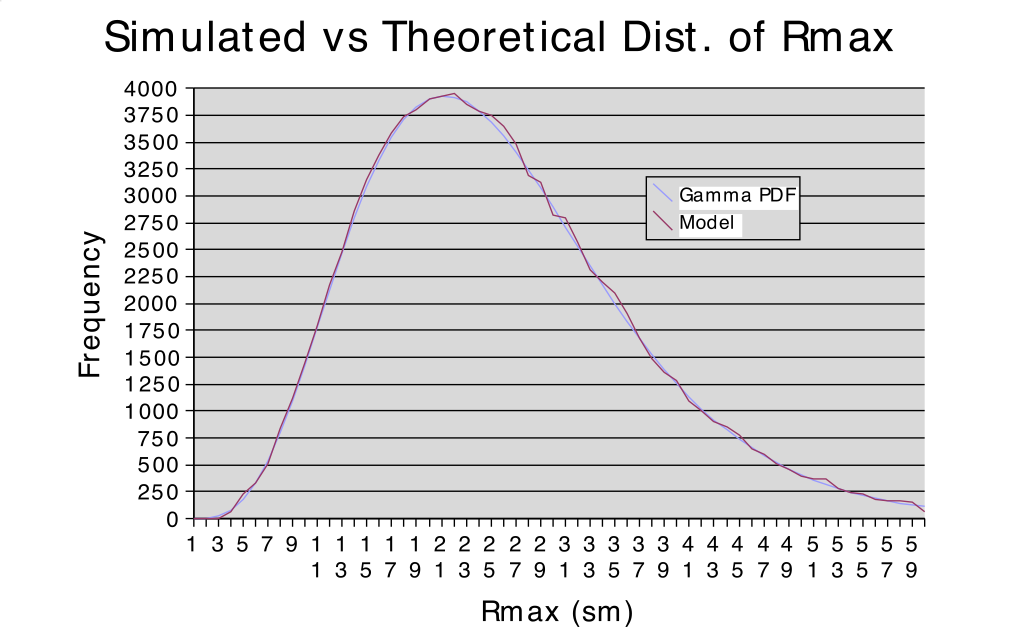 Simulated vs Theoretical Dist. of Rmax
4000
3750
3500
3250
3000
2750
2500
2250
2000
1750
1500
1250
1000
750
500
250
0
Frequency
Gamma PDF
Model
1 3 5 7 9 1 1 1 1 1 2 2 2 2 2 3 3 3 3 3 4 4 4 4 4 5 5 5 5 5
1 3 5 7 9 1 3 5 7 9 1 3 5 7 9 1 3 5 7 9 1 3 5 7 9
Rmax (sm)